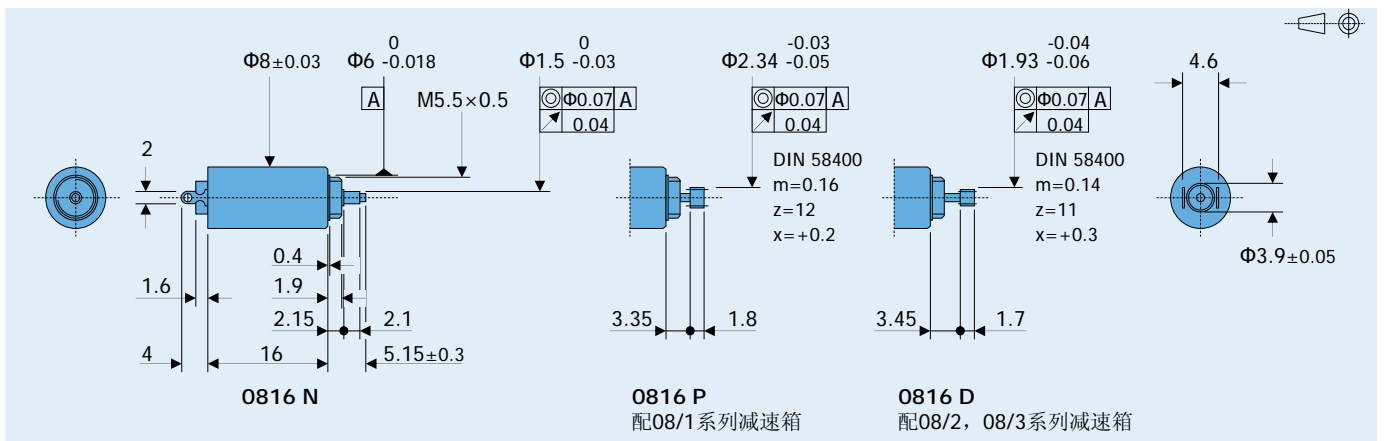 0
Φ8±0.03 Φ6 -0.018
A
M5.5×0.5
0
Φ1.5 -0.03
◎ Φ0.07 A
↗ 0.04
2
0.4
1.6 1.9
2.15 2.1
4 16 5.15±0.3
0816 N
-0.03
Φ2.34 -0.05
◎ Φ0.07 A
↗ 0.04
DIN 58400
m=0.16
z=12
x=+0.2
3.35 1.8
0816 P
配08/1系列减速箱
-0.04
Φ1.93 -0.06
◎ Φ0.07 A
↗ 0.04
DIN 58400
m=0.14
z=11
x=+0.3
3.45 1.7
0816 D
配08/2，08/3系列减速箱
4.6
Φ3.9±0.05